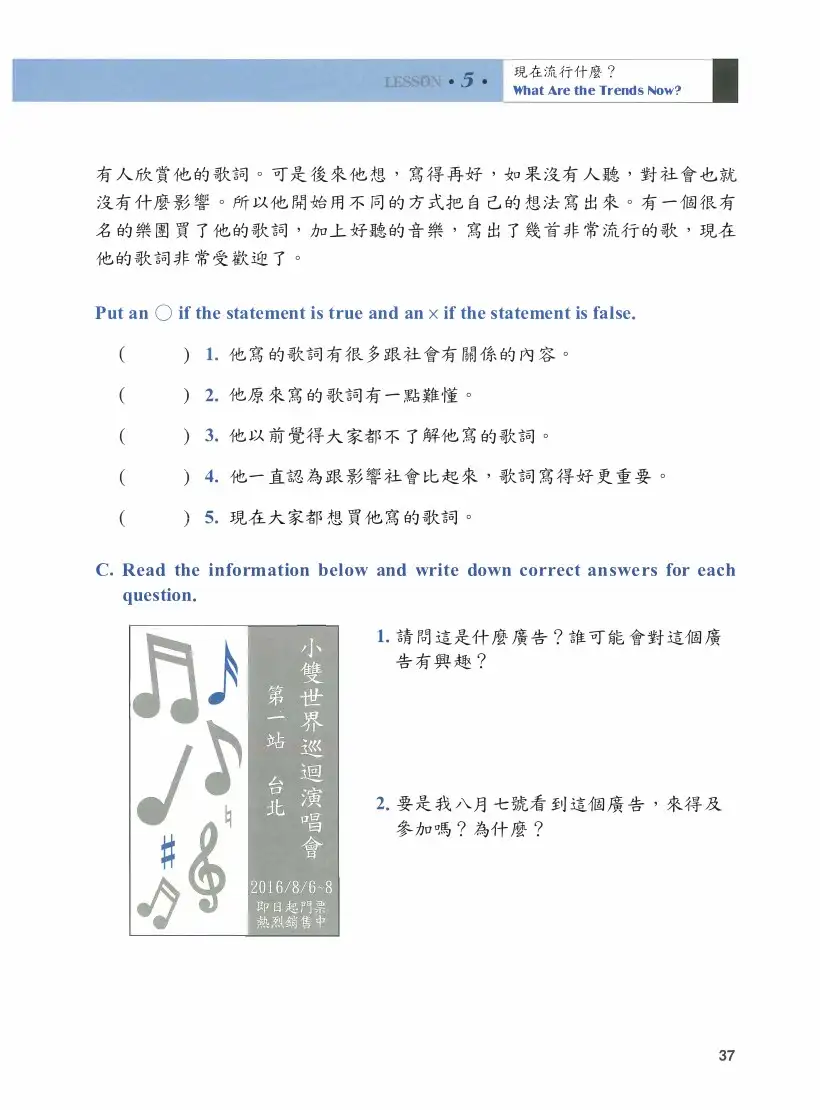 LESSON • 5 •
現在流行什麼？
What Are the Trends Now?
有人欣賞他的歌詞。可是後來他想，寫得再好，如果沒有人聽，對社會也就
沒有什麼影響。所以他開始用不同的方式把自己的想法寫出來。有一個很有
名的樂團買了他的歌詞，加上好聽的音樂，寫出了幾首非常流行的歌，現在
他的歌詞非常受歡迎了。
Put an ○ if the statement is true and an × if the statement is false.
(　　) 1. 他寫的歌詞有很多跟社會有關係的內容。
(　　) 2. 他原來寫的歌詞有一點難懂。
(　　) 3. 他以前覺得大家都不了解他寫的歌詞。
(　　) 4. 他一直認為跟影響社會比起來，歌詞寫得好更重要。
(　　) 5. 現在大家都想買他寫的歌詞。
C. Read the information below and write down correct answers for each
question.
小雙世界巡迴演唱會
第一站 台北
2016/8/6~8
即日起門票
熱烈銷售中
1. 請問這是什麼廣告？誰可能會對這個廣
告有興趣？
2. 要是我八月七號看到這個廣告，來得及
參加嗎？為什麼？
37